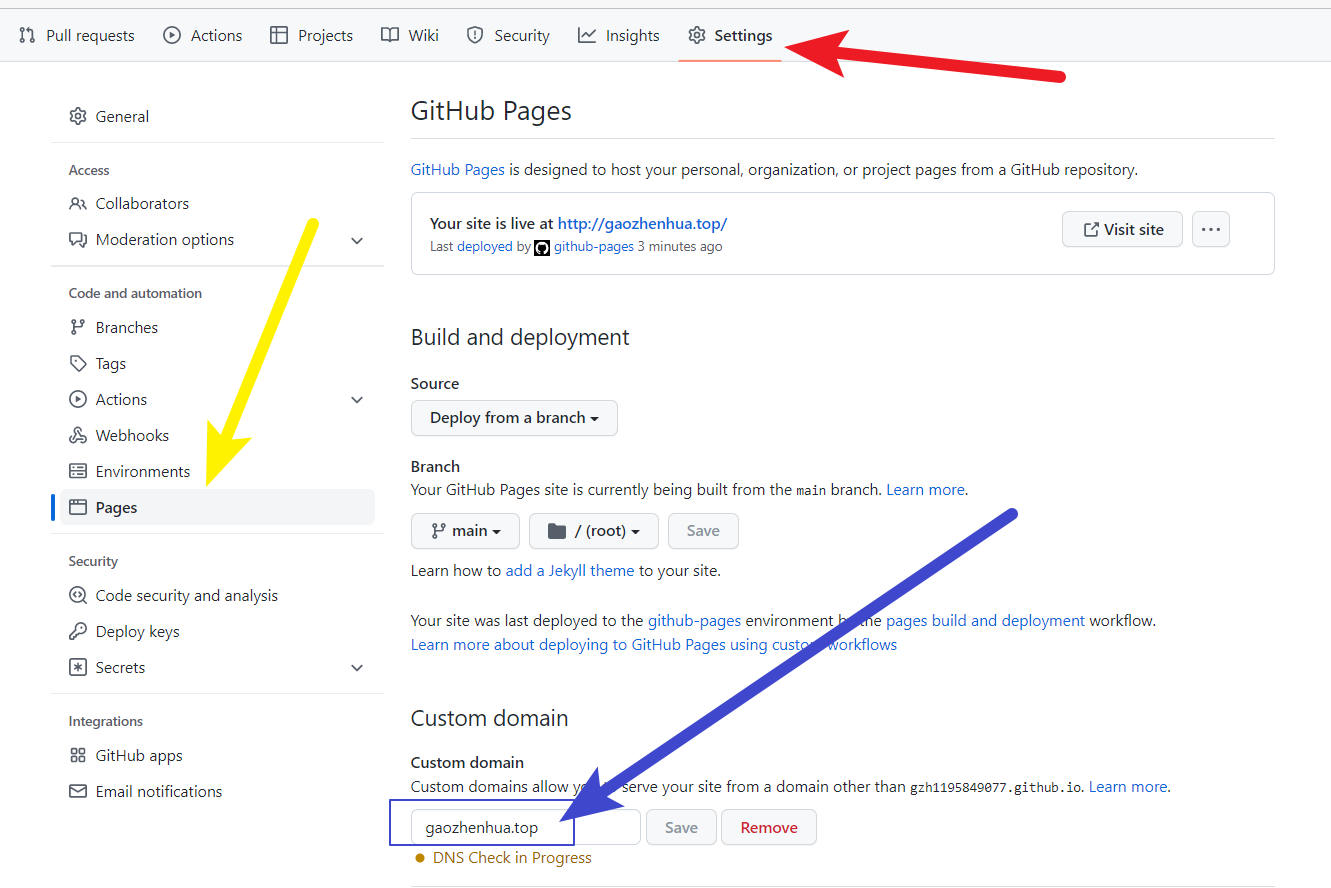 Pull requests Actions Projects Wiki Security Insights Settings
General
Access
Collaborators
Moderation options
Code and automation
Branches
Tags
Actions
Webhooks
Environments
Pages
Security
Code security and analysis
Deploy keys
Secrets
Integrations
GitHub apps
Email notifications
GitHub Pages
GitHub Pages is designed to host your personal, organization, or project pages from a GitHub repository.
Your site is live at http://gaozhenhua.top/
Last deployed by github-pages 3 minutes ago
Visit site
Build and deployment
Source
Deploy from a branch
Branch
Your GitHub Pages site is currently being built from the main branch. Learn more.
main / (root) Save
Learn how to add a Jekyll theme to your site.
Your site was last deployed to the github-pages environment by the pages build and deployment workflow.
Learn more about deploying to GitHub Pages using custom workflows
Custom domain
Custom domain
Custom domains allow you to serve your site from a domain other than gzh1195849077.github.io. Learn more.
gaozhenhua.top Save Remove
DNS Check in Progress